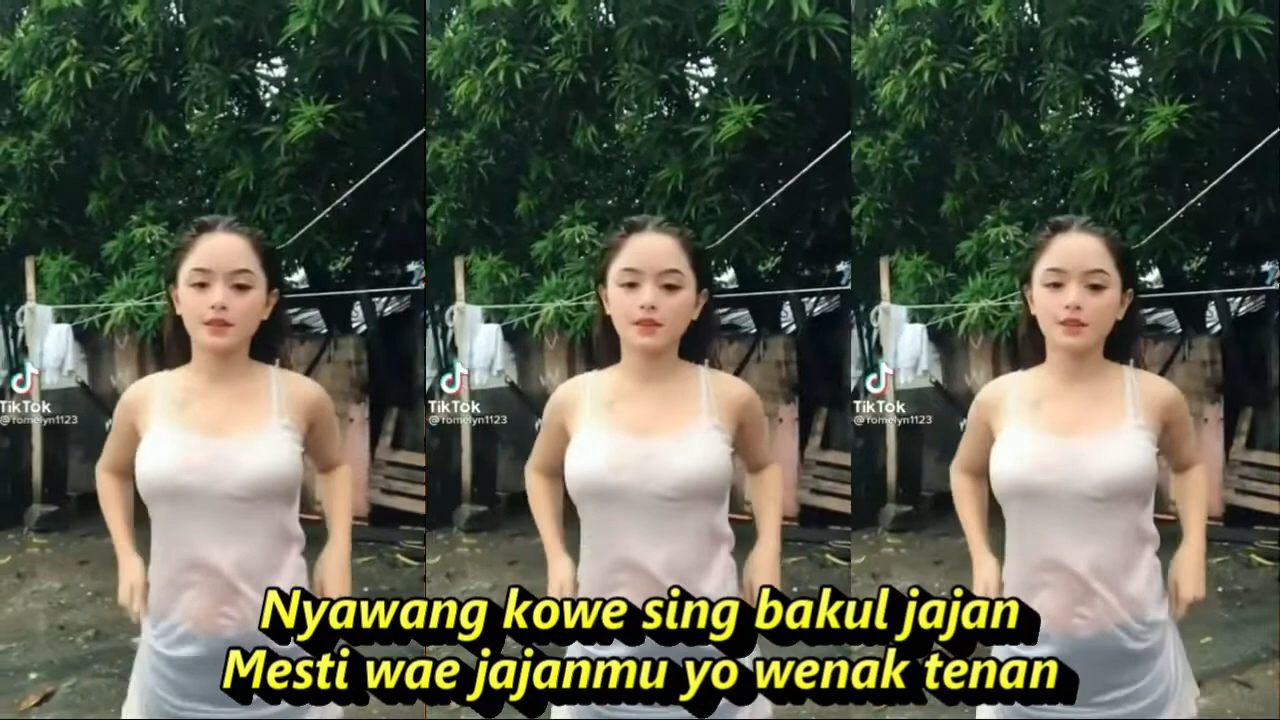 TikTok
@romelyn1123
TikTok
@romelyn1123
TikTok
@romelyn1123
Nyawang kowe sing bakul jajan
Mesti wae jajanmu yo wenak tenan